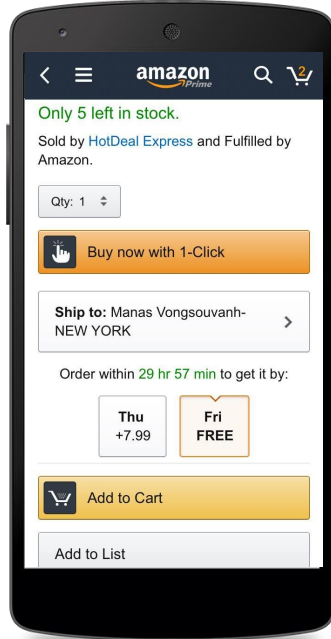 amazon
Prime
2
Only 5 left in stock.
Sold by HotDeal Express and Fulfilled by
Amazon.
Qty: 1
Buy now with 1-Click
Ship to: Manas Vongsouvanh-
NEW YORK
Order within 29 hr 57 min to get it by:
Thu
+7.99
Fri
FREE
Add to Cart
Add to List